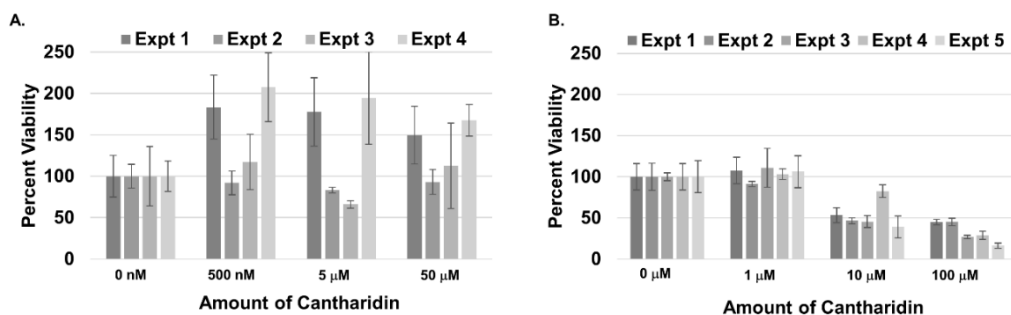 A.
Expt 1 Expt 2 Expt 3 Expt 4
Percent Viability
250
200
150
100
50
0
0 nM 500 nM 5 μM 50 μM
Amount of Cantharidin
B.
Expt 1 Expt 2 Expt 3 Expt 4 Expt 5
Percent Viability
250
200
150
100
50
0
0 μM 1 μM 10 μM 100 μM
Amount of Cantharidin